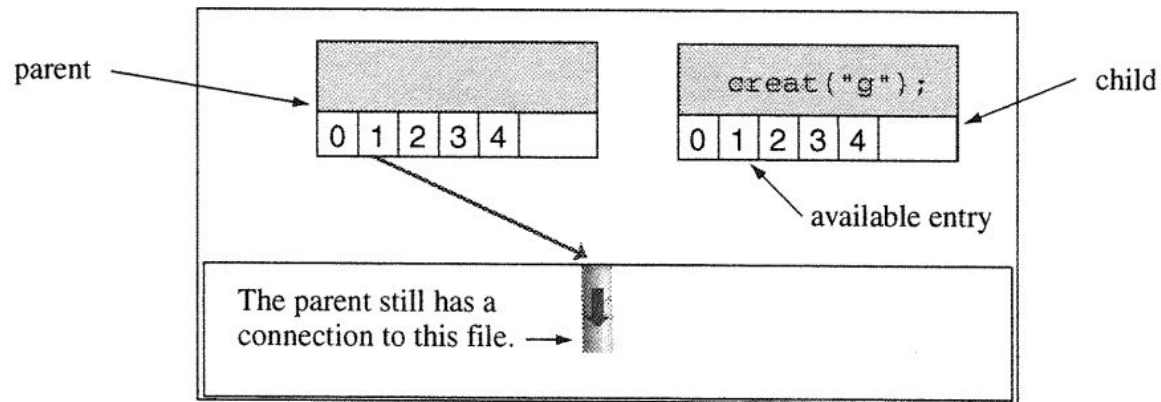 parent
creat("g");
child
0 1 2 3 4
0 1 2 3 4
available entry
The parent still has a
connection to this file.